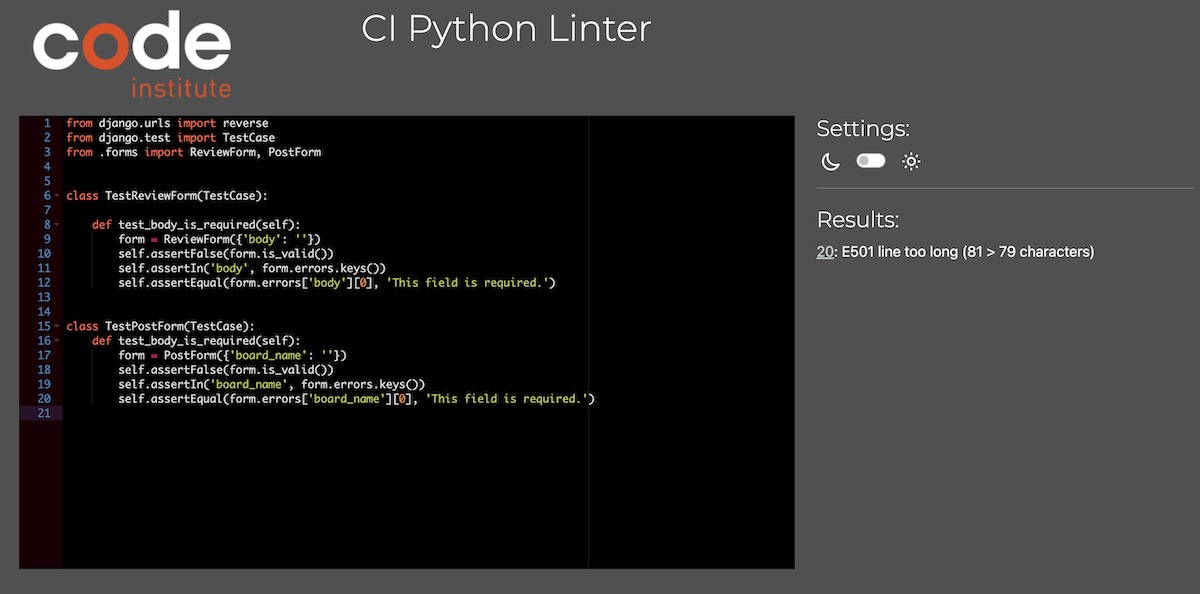 code
institute
CI Python Linter
1 from django.urls import reverse
2 from django.test import TestCase
3 from .forms import ReviewForm, PostForm
4
5
6 class TestReviewForm(TestCase):
7
8     def test_body_is_required(self):
9         form = ReviewForm({'body': ''})
10         self.assertFalse(form.is_valid())
11         self.assertIn('body', form.errors.keys())
12         self.assertEqual(form.errors['body'][0], 'This field is required.')
13
14
15 class TestPostForm(TestCase):
16     def test_body_is_required(self):
17         form = PostForm({'board_name': ''})
18         self.assertFalse(form.is_valid())
19         self.assertIn('board_name', form.errors.keys())
20         self.assertEqual(form.errors['board_name'][0], 'This field is required.')
21
Settings:
Results:
20: E501 line too long (81 > 79 characters)